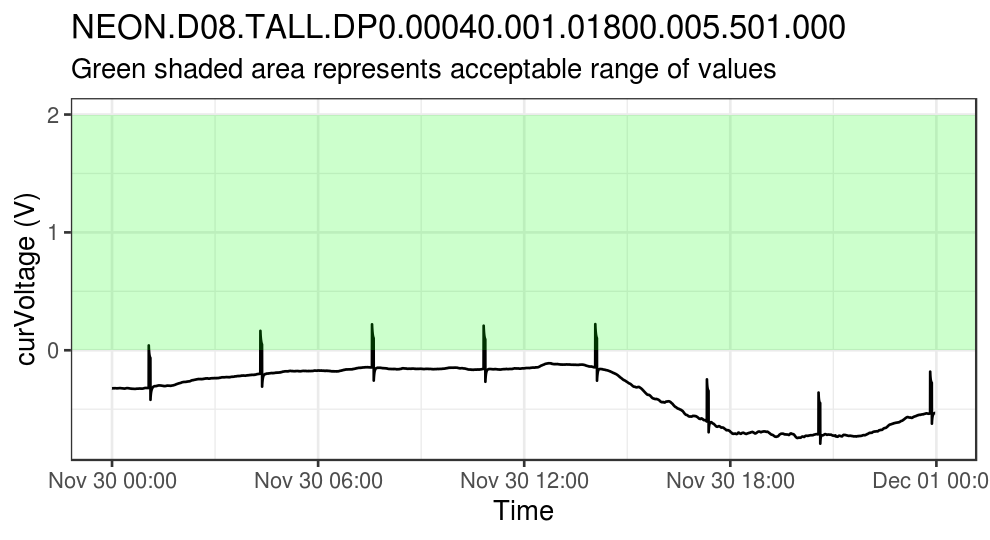 NEON.D08.TALL.DP0.00040.001.01800.005.501.000
Green shaded area represents acceptable range of values
curVoltage (V)
2
1
0
Nov 30 00:00 Nov 30 06:00 Nov 30 12:00 Nov 30 18:00 Dec 01 00:0
Time